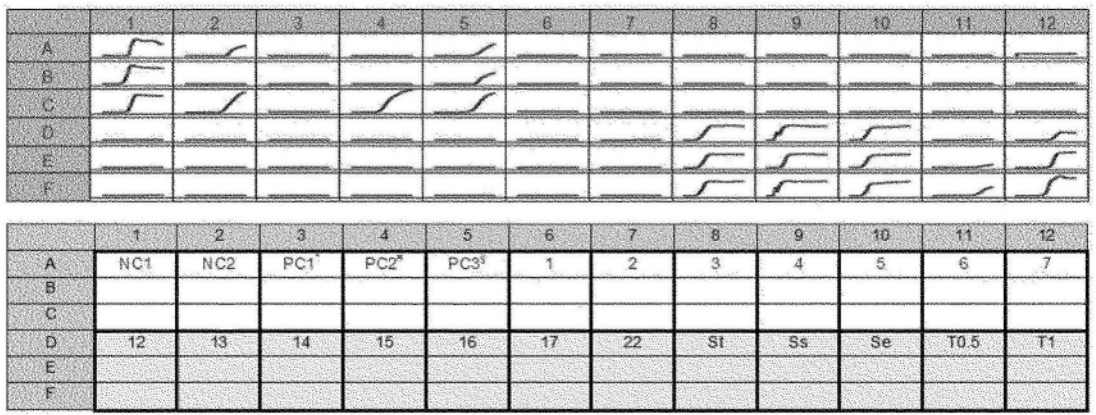 1 2 3 4 5 6 7 8 9 10 11 12
A
B
C
D
E
F
1 2 3 4 5 6 7 8 9 10 11 12
A NC1 NC2 PC1* PC2 PC3§ 1 2 3 4 5 6 7
B
C
D 12 13 14 15 16 17 22 St Ss Se T0.5 T1
E
F